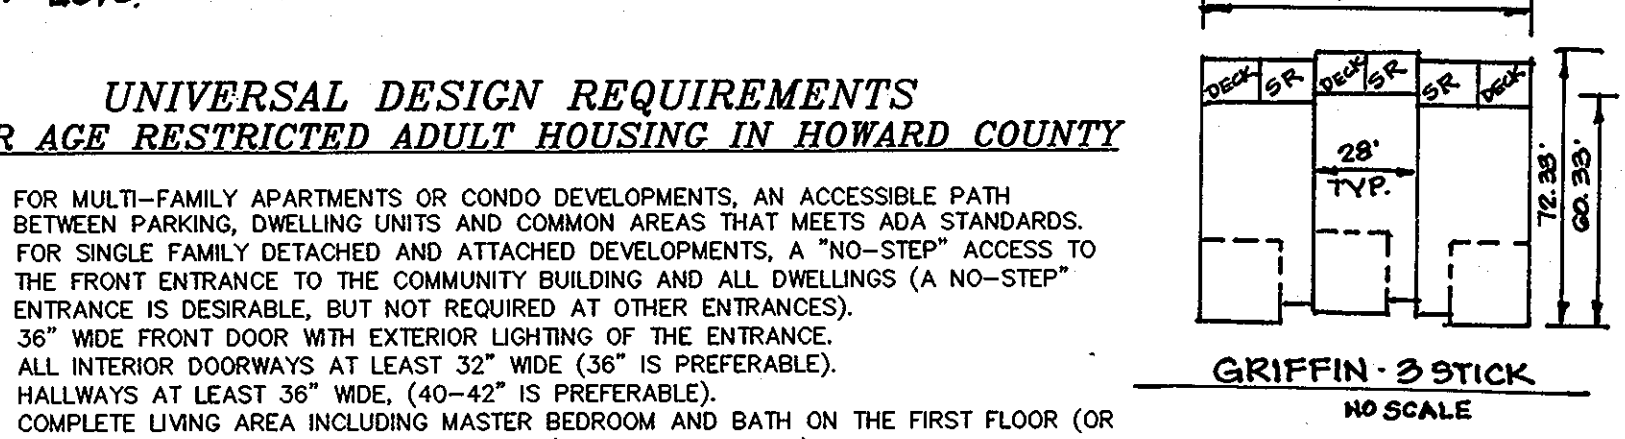 UNIVERSAL DESIGN REQUIREMENTS
AGE RESTRICTED ADULT HOUSING IN HOWARD COUNTY
FOR MULTI-FAMILY APARTMENTS OR CONDO DEVELOPMENTS, AN ACCESSIBLE PATH
BETWEEN PARKING, DWELLING UNITS AND COMMON AREAS THAT MEETS ADA STANDARDS.
FOR SINGLE FAMILY DETACHED AND ATTACHED DEVELOPMENTS, A "NO-STEP" ACCESS TO
THE FRONT ENTRANCE TO THE COMMUNITY BUILDING AND ALL DWELLINGS (A NO-STEP"
ENTRANCE IS DESIRABLE, BUT NOT REQUIRED AT OTHER ENTRANCES).
36" WIDE FRONT DOOR WITH EXTERIOR LIGHTING OF THE ENTRANCE.
ALL INTERIOR DOORWAYS AT LEAST 32" WIDE (36" IS PREFERABLE).
HALLWAYS AT LEAST 36" WIDE, (40-42" IS PREFERABLE).
COMPLETE LIVING AREA INCLUDING MASTER BEDROOM AND BATH ON THE FIRST FLOOR (OR
DECK SR DECK SR SR DECK
28'
TYP.
72.33'
60.33'
GRIFFIN - 3 STICK
NO SCALE